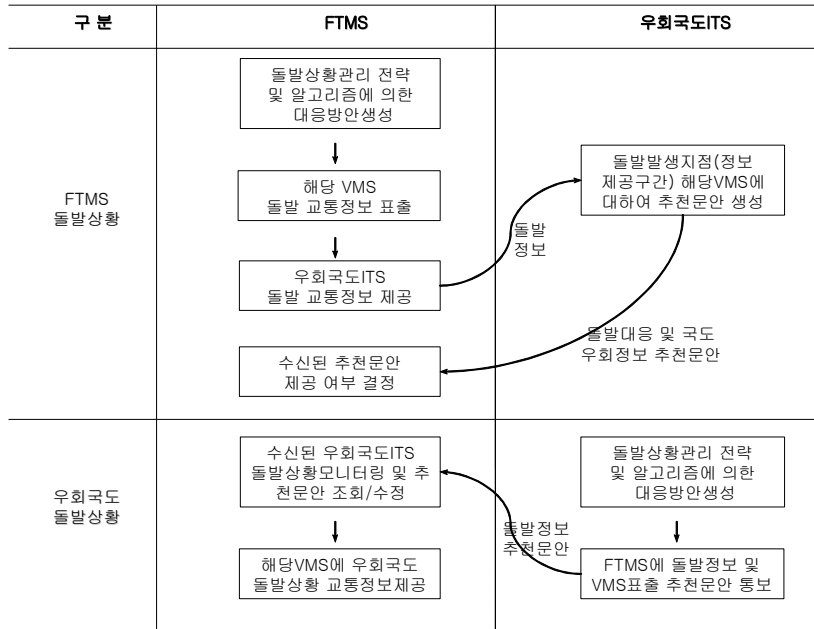 구 분
FTMS
우회국도ITS
FTMS
돌발상황
돌발상황관리 전략
및 알고리즘에 의한
대응방안생성
해당 VMS
돌발 교통정보 표출
우회국도ITS
돌발 교통정보 제공
돌발
정보
돌발발생지점(정보
제공구간) 해당VMS에
대하여 추천문안 생성
돌발대응 및 국도
우회정보 추천문안
수신된 추천문안
제공 여부 결정
우회국도
돌발상황
수신된 우회국도ITS
돌발상황모니터링 및 추
천문안 조회/수정
해당VMS에 우회국도
돌발상황 교통정보제공
돌발정보
추천문안
돌발상황관리 전략
및 알고리즘에 의한
대응방안생성
FTMS에 돌발정보 및
VMS표출 추천문안 통보